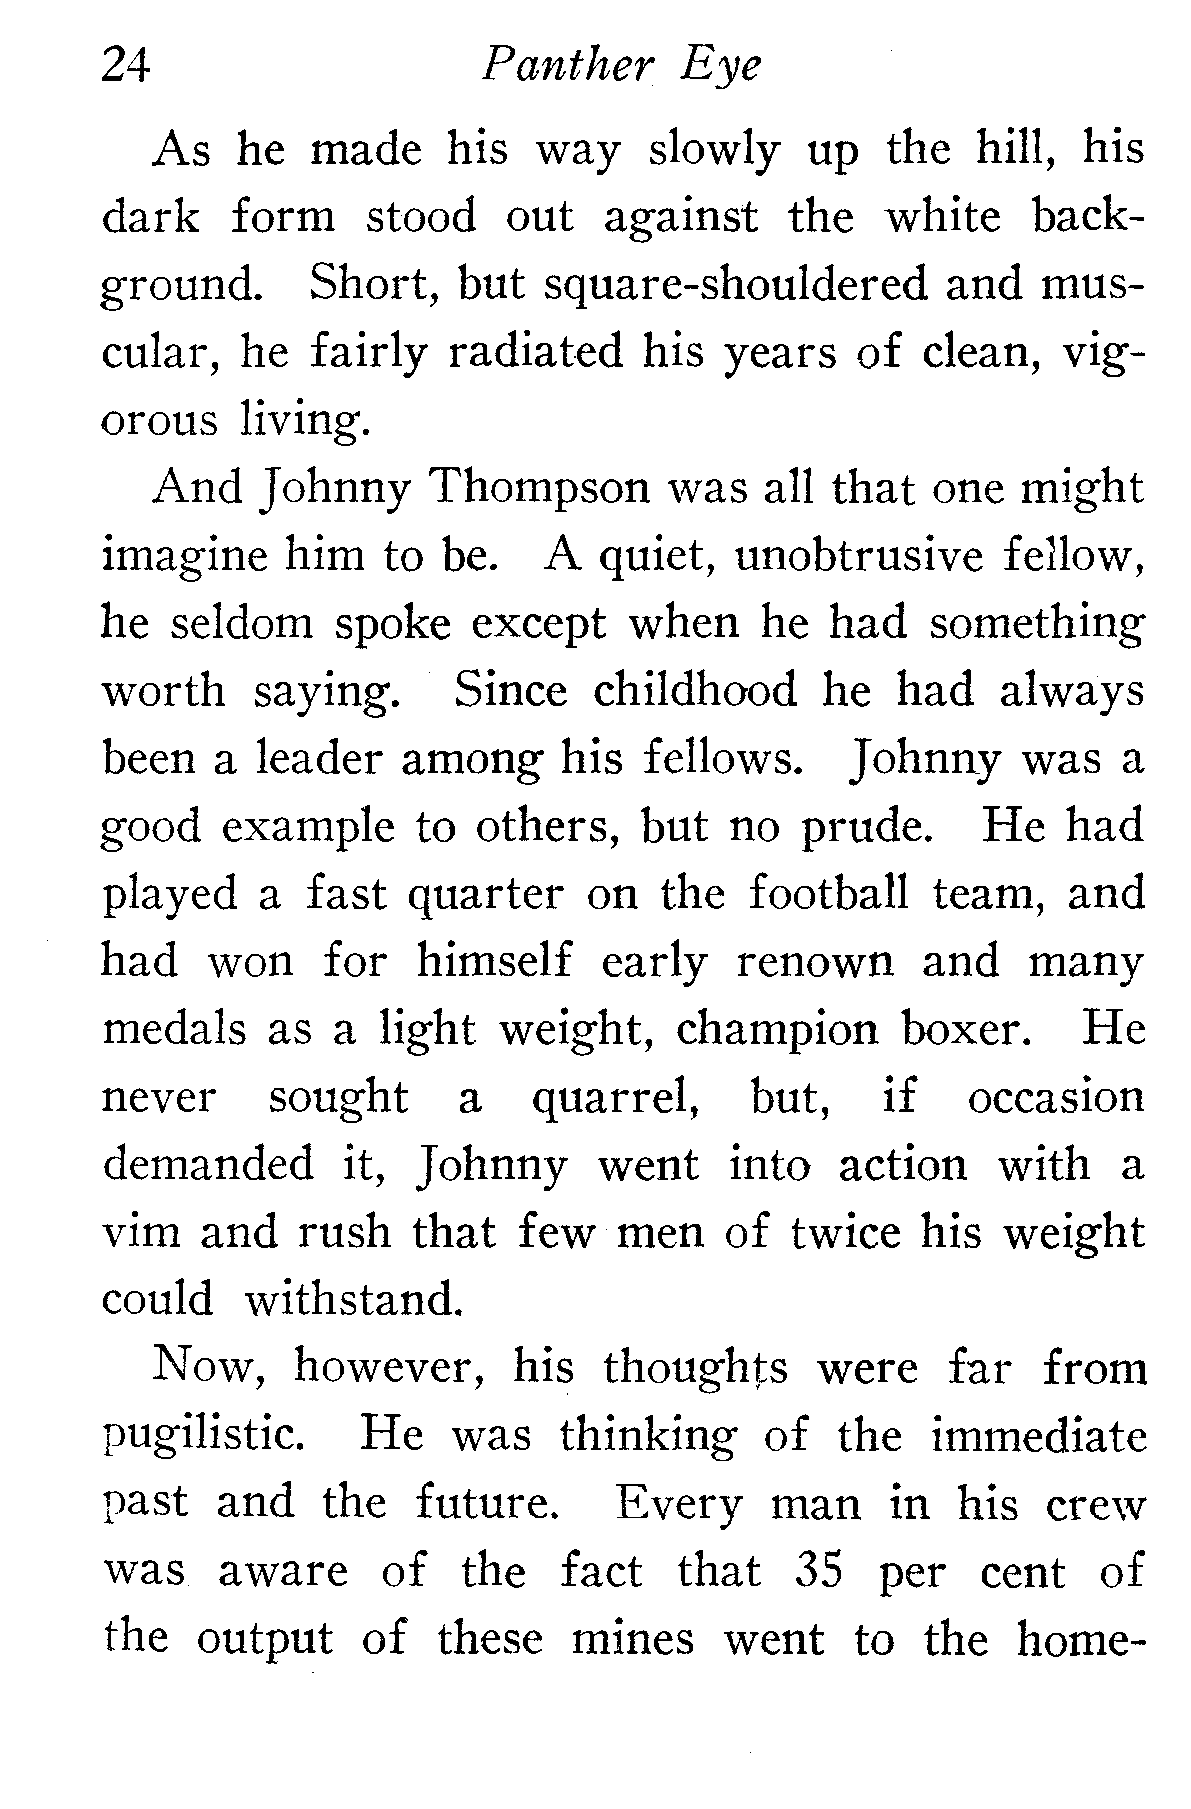 24 Panther Eye
As he made his way slowly up the hill, his
dark form stood out against the white back-
ground. Short, but square-shouldered and mus-
cular, he fairly radiated his years of clean, vig-
orous living.
And Johnny Thompson was all that one might
imagine him to be. A quiet, unobtrusive fellow,
he seldom spoke except when he had something
worth saying. Since childhood he had always
been a leader among his fellows. Johnny was a
good example to others, but no prude. He had
played a fast quarter on the football team, and
had won for himself early renown and many
medals as a light weight, champion boxer. He
never sought a quarrel, but, if occasion
demanded it, Johnny went into action with a
vim and rush that few men of twice his weight
could withstand.
Now, however, his thoughts were far from
pugilistic. He was thinking of the immediate
past and the future. Every man in his crew
was aware of the fact that 35 per cent of
the output of these mines went to the home-